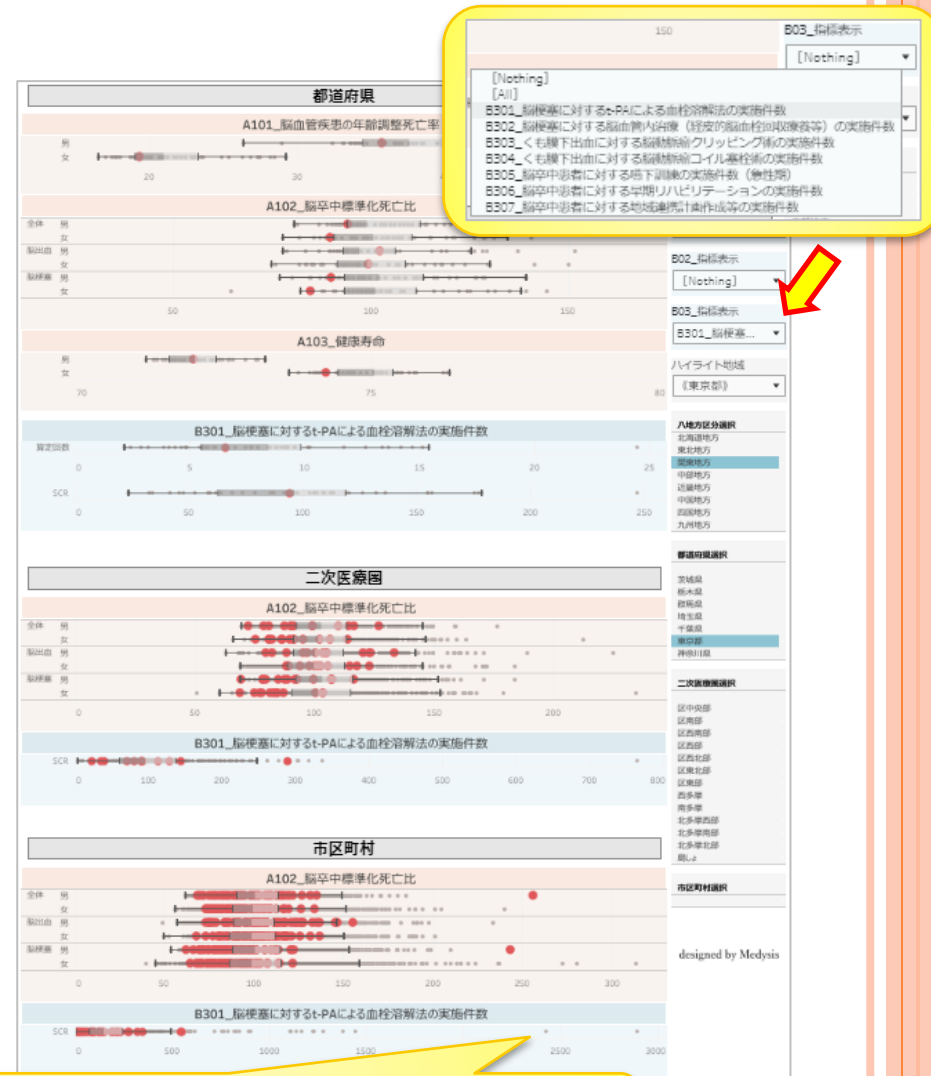 150
B03_指標表示
[Nothing]
[Nothing]
[All]
B301_脳梗塞に対するt-PAによる血栓溶解法の実施件数
B302_脳梗塞に対する脳血管内治療（経皮的脳血栓回収療養等）の実施件数
B303_くも膜下出血に対する脳動脈瘤クリッピング術の実施件数
B304_くも膜下出血に対する脳動脈瘤コイル塞栓術の実施件数
B305_脳卒中患者に対する嚥下訓練の実施件数（急性期）
B306_脳卒中患者に対する早期リハビリテーションの実施件数
B307_脳卒中患者に対する地域連携計画作成等の実施件数
都道府県
A101_脳血管疾患の年齢調整死亡率
男
女
20 30
A102_脳卒中標準化死亡比
全体 男
女
脳出血 男
女
脳梗塞 男
女
50 100 150
A103_健康寿命
男
女
70 75 80
B301_脳梗塞に対するt-PAによる血栓溶解法の実施件数
算定回数
0 5 10 15 20 25
SCR
0 50 100 150 200 250
二次医療圏
A102_脳卒中標準化死亡比
全体 男
女
脳出血 男
女
脳梗塞 男
女
0 50 100 150 200
B301_脳梗塞に対するt-PAによる血栓溶解法の実施件数
SCR
0 100 200 300 400 500 600 700 800
市区町村
A102_脳卒中標準化死亡比
全体 男
女
脳出血 男
女
脳梗塞 男
女
0 50 100 150 200 250 300
B301_脳梗塞に対するt-PAによる血栓溶解法の実施件数
SCR
0 500 1000 1500 2500 3000
B02_指標表示
[Nothing]
B03_指標表示
B301_脳梗塞...
ハイライト地域
《東京都》
八地方区分選択
北海道地方
東北地方
関東地方
中部地方
近畿地方
中国地方
四国地方
九州地方
都道府県選択
茨城県
栃木県
群馬県
埼玉県
千葉県
東京都
神奈川県
二次医療圏選択
区中央部
区南部
区西南部
区西部
区西北部
区東北部
区東部
西多摩
南多摩
北多摩西部
北多摩南部
北多摩北部
島しょ
市区町村選択
designed by Medysis